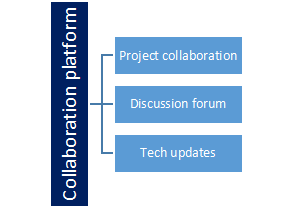 Collaboration platform
Project collaboration
Discussion forum
Tech updates